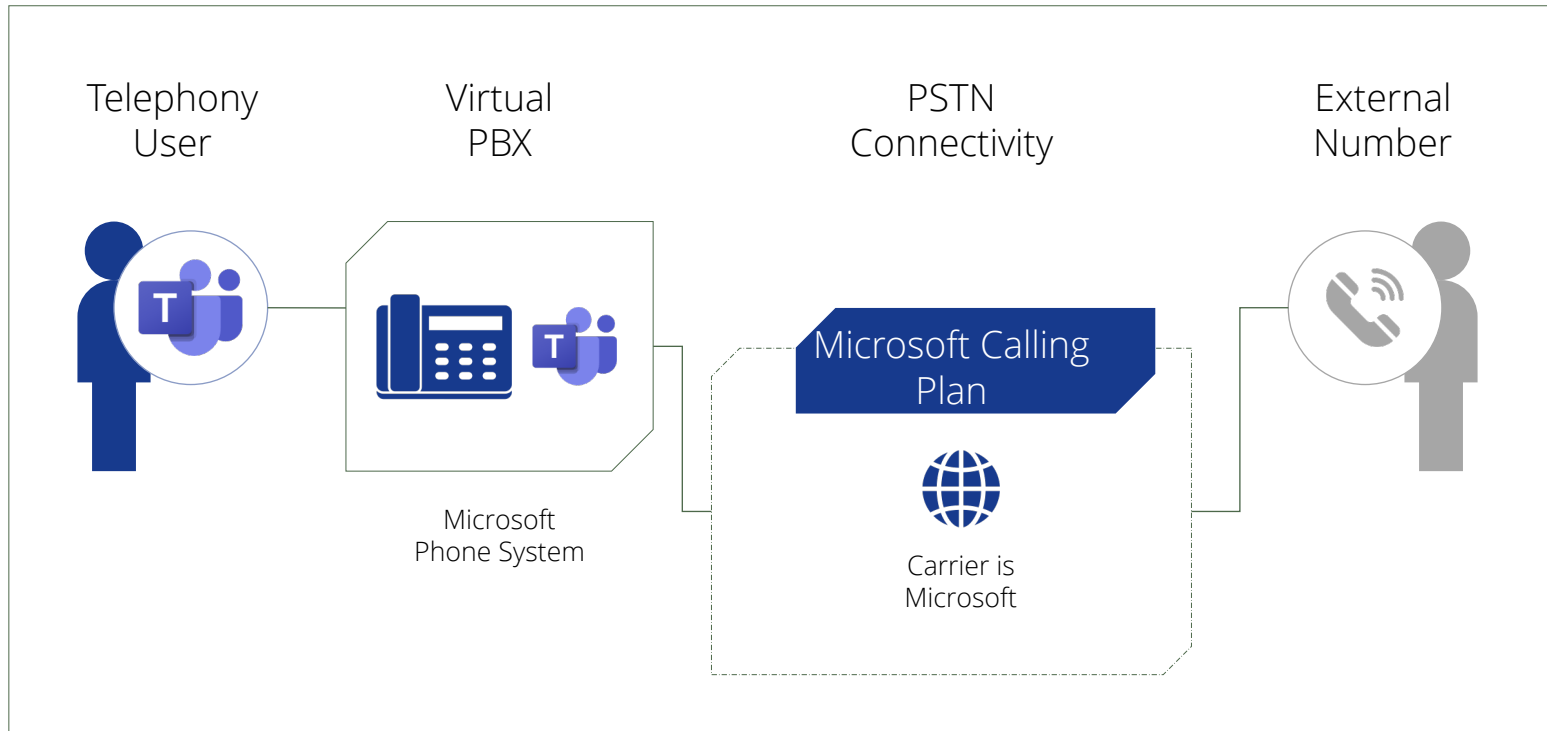 Telephony
User
Virtual
PBX
PSTN
Connectivity
External
Number
T
T
Microsoft Calling
Plan
Microsoft
Phone System
Carrier is
Microsoft